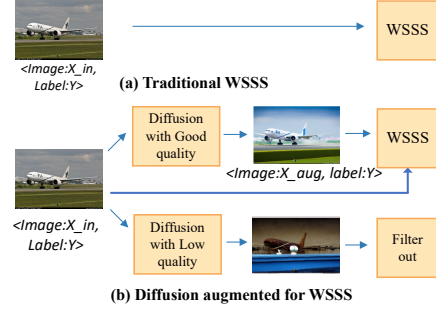 WSSS
<Image:X_in,
Label:Y>
(a) Traditional WSSS
Diffusion
with Good
quality
WSSS
<Image:X_aug, label:Y>
<Image:X_in,
Label:Y>
Diffusion
with Low
quality
Filter
out
(b) Diffusion augmented for WSSS